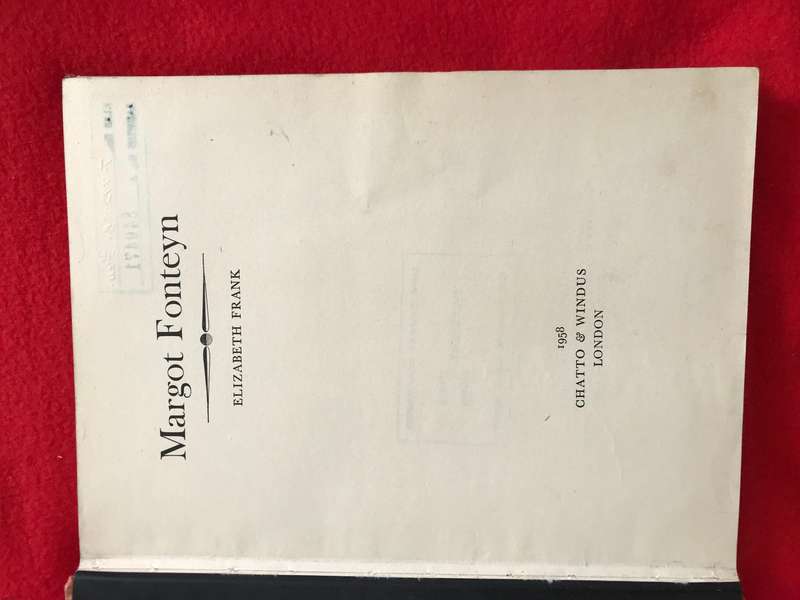 Margot Fonteyn
ELIZABETH FRANK
1958
CHATTO & WINDUS
LONDON